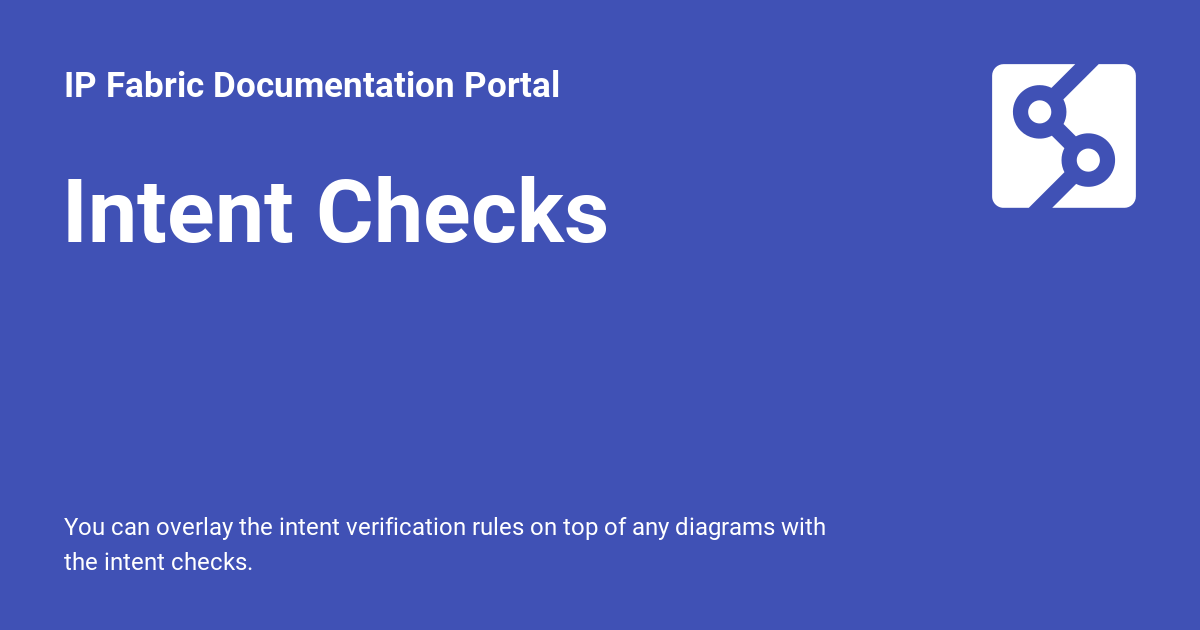 IP Fabric Documentation Portal
Intent Checks
You can overlay the intent verification rules on top of any diagrams with
the intent checks.